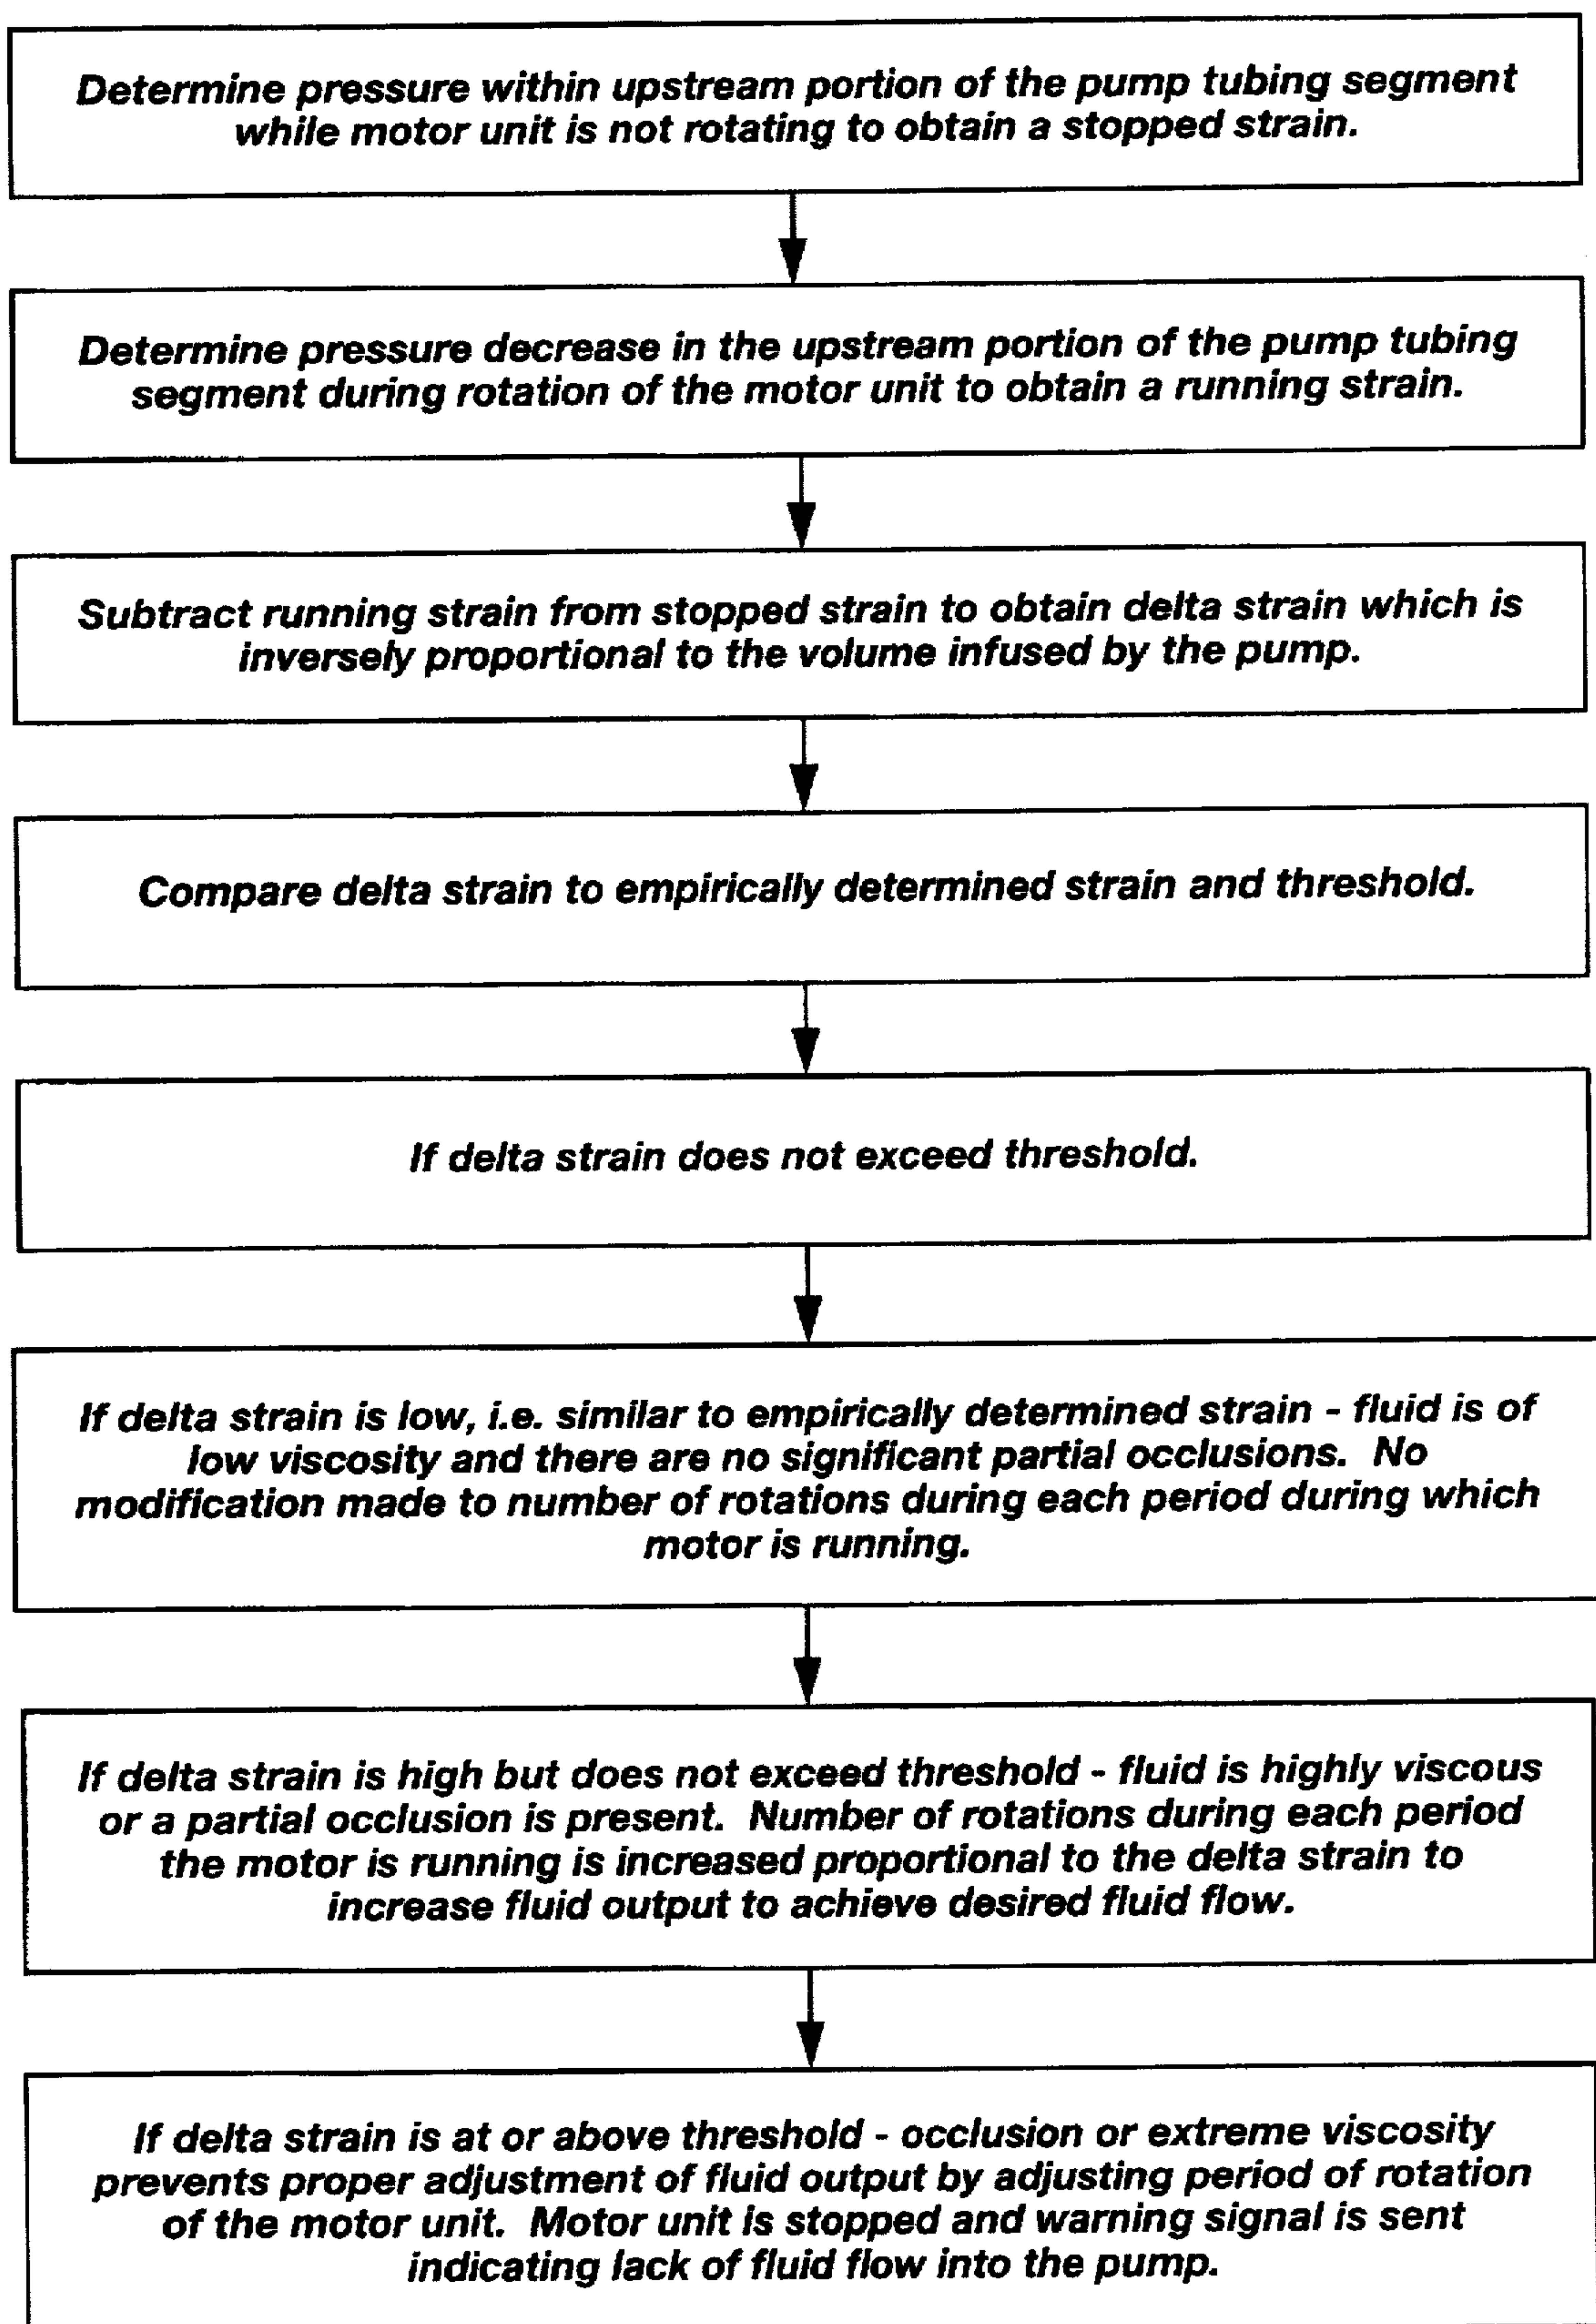 Determine pressure within upstream portion of the pump tubing segment
while motor unit is not rotating to obtain a stopped strain.
Determine pressure decrease in the upstream portion of the pump tubing
segment during rotation of the motor unit to obtain a running strain.
Subtract running strain from stopped strain to obtain delta strain which is
inversely proportional to the volume infused by the pump.
Compare delta strain to empirically determined strain and threshold.
If delta strain does not exceed threshold.
If delta strain is low, i.e. similar to empirically determined strain - fluid is of
low viscosity and there are no significant partial occlusions. No
modification made to number of rotations during each period during which
motor is running.
If delta strain is high but does not exceed threshold - fluid is highly viscous
or a partial occlusion is present. Number of rotations during each period
the motor is running is increased proportional to the delta strain to
increase fluid output to achieve desired fluid flow.
If delta strain is at or above threshold - occlusion or extreme viscosity
prevents proper adjustment of fluid output by adjusting period of rotation
of the motor unit. Motor unit is stopped and warning signal is sent
indicating lack of fluid flow into the pump.